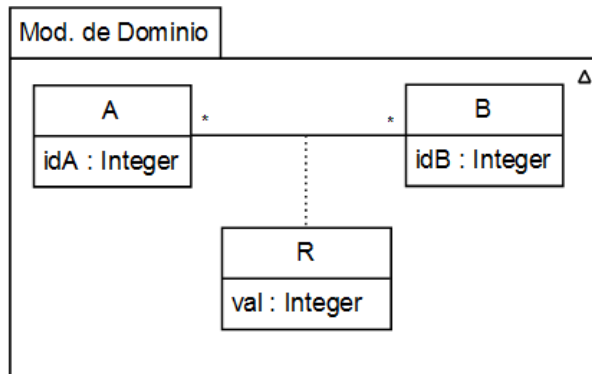 Mod. de Dominio
A
idA : Integer
*
*
B
idB : Integer
R
val : Integer